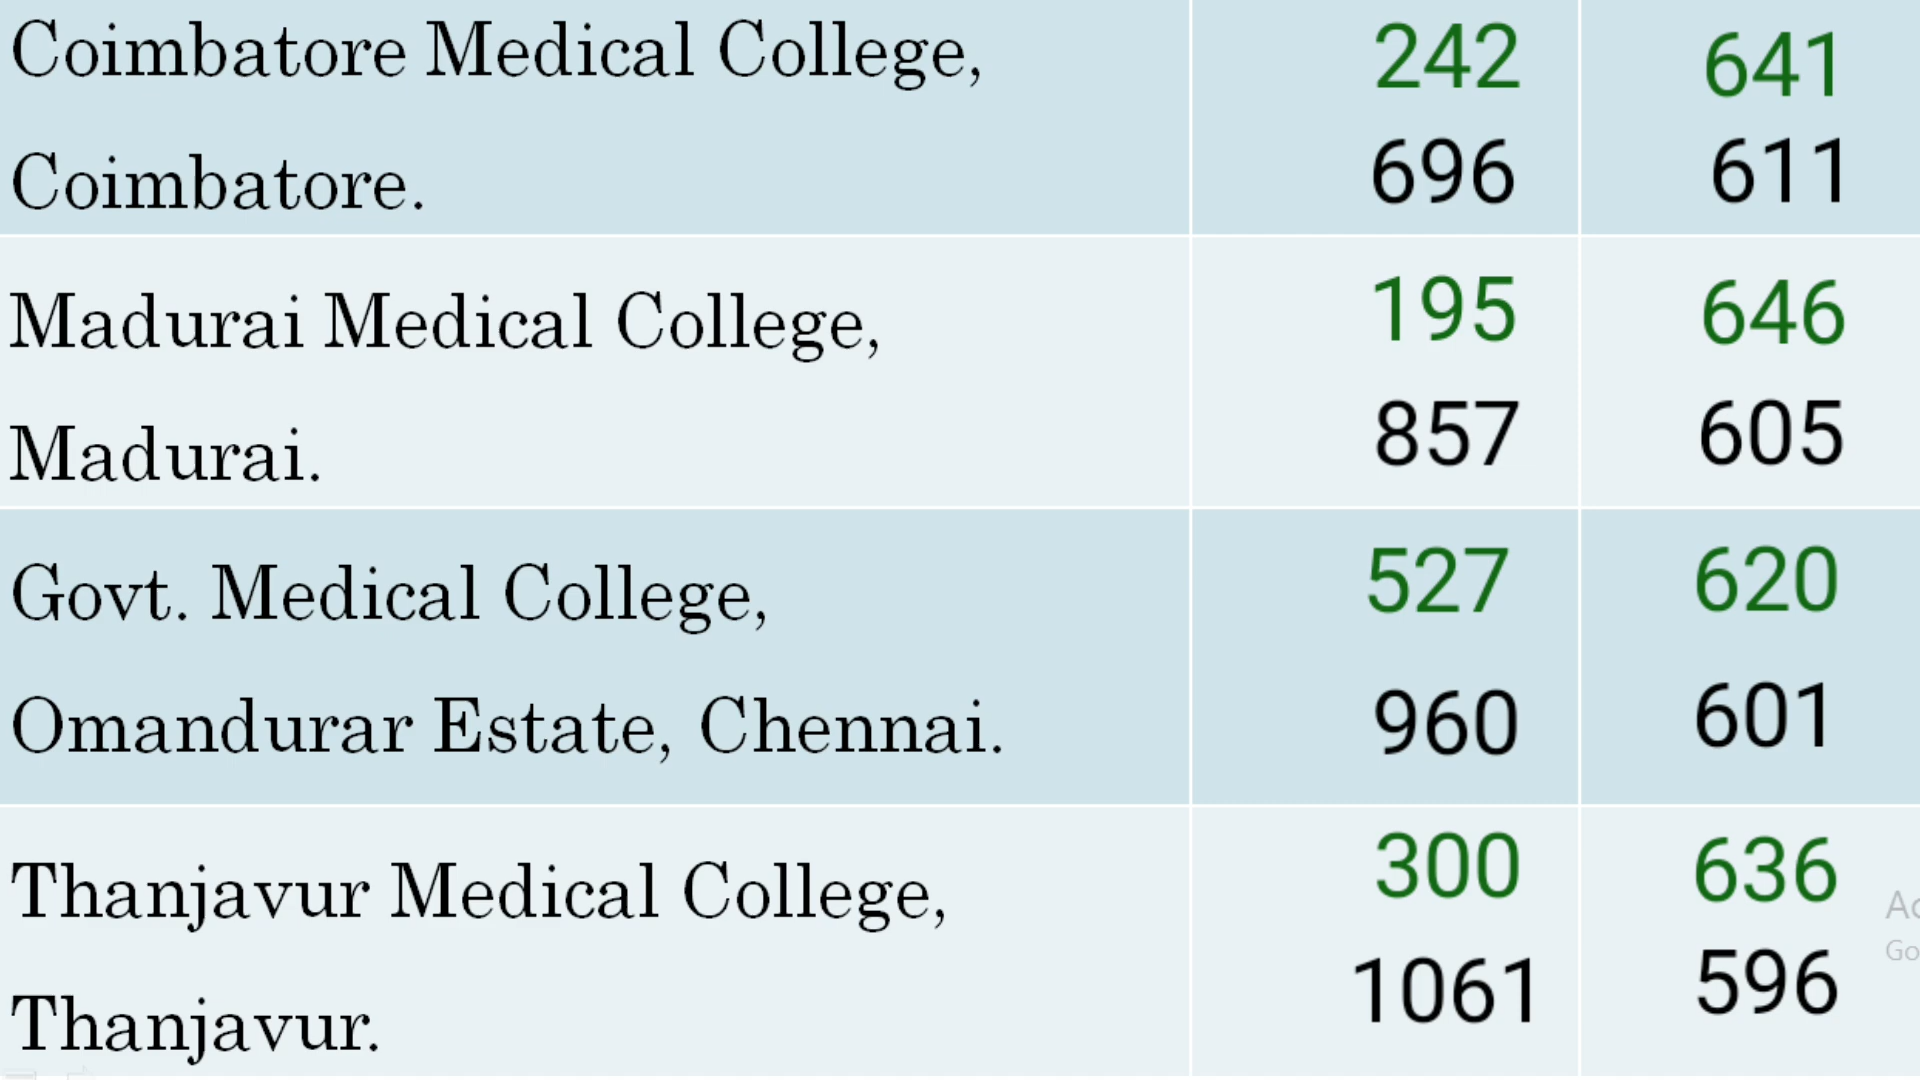 Coimbatore Medical College, 242 641
Coimbatore. 696 611
Madurai Medical College, 195 646
Madurai. 857 605
Govt. Medical College, 527 620
Omandurar Estate, Chennai. 960 601
Thanjavur Medical College, 300 636
Thanjavur. 1061 596